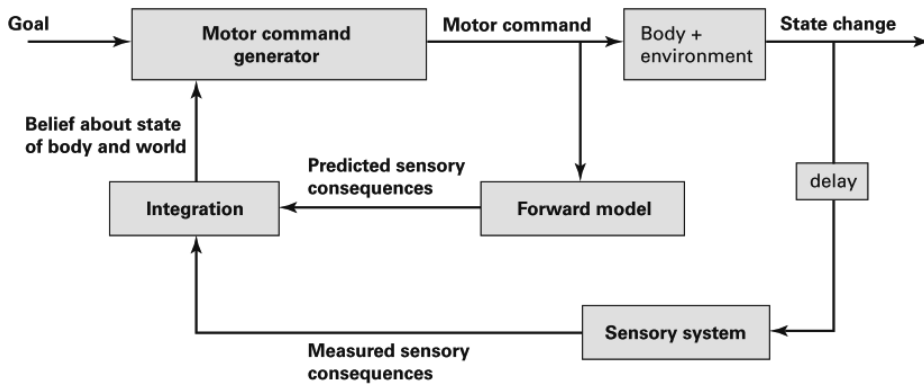 Goal
Motor command
generator
Motor command
Body +
environment
State change
Belief about state
of body and world
Predicted sensory
consequences
delay
Integration
Forward model
Sensory system
Measured sensory
consequences